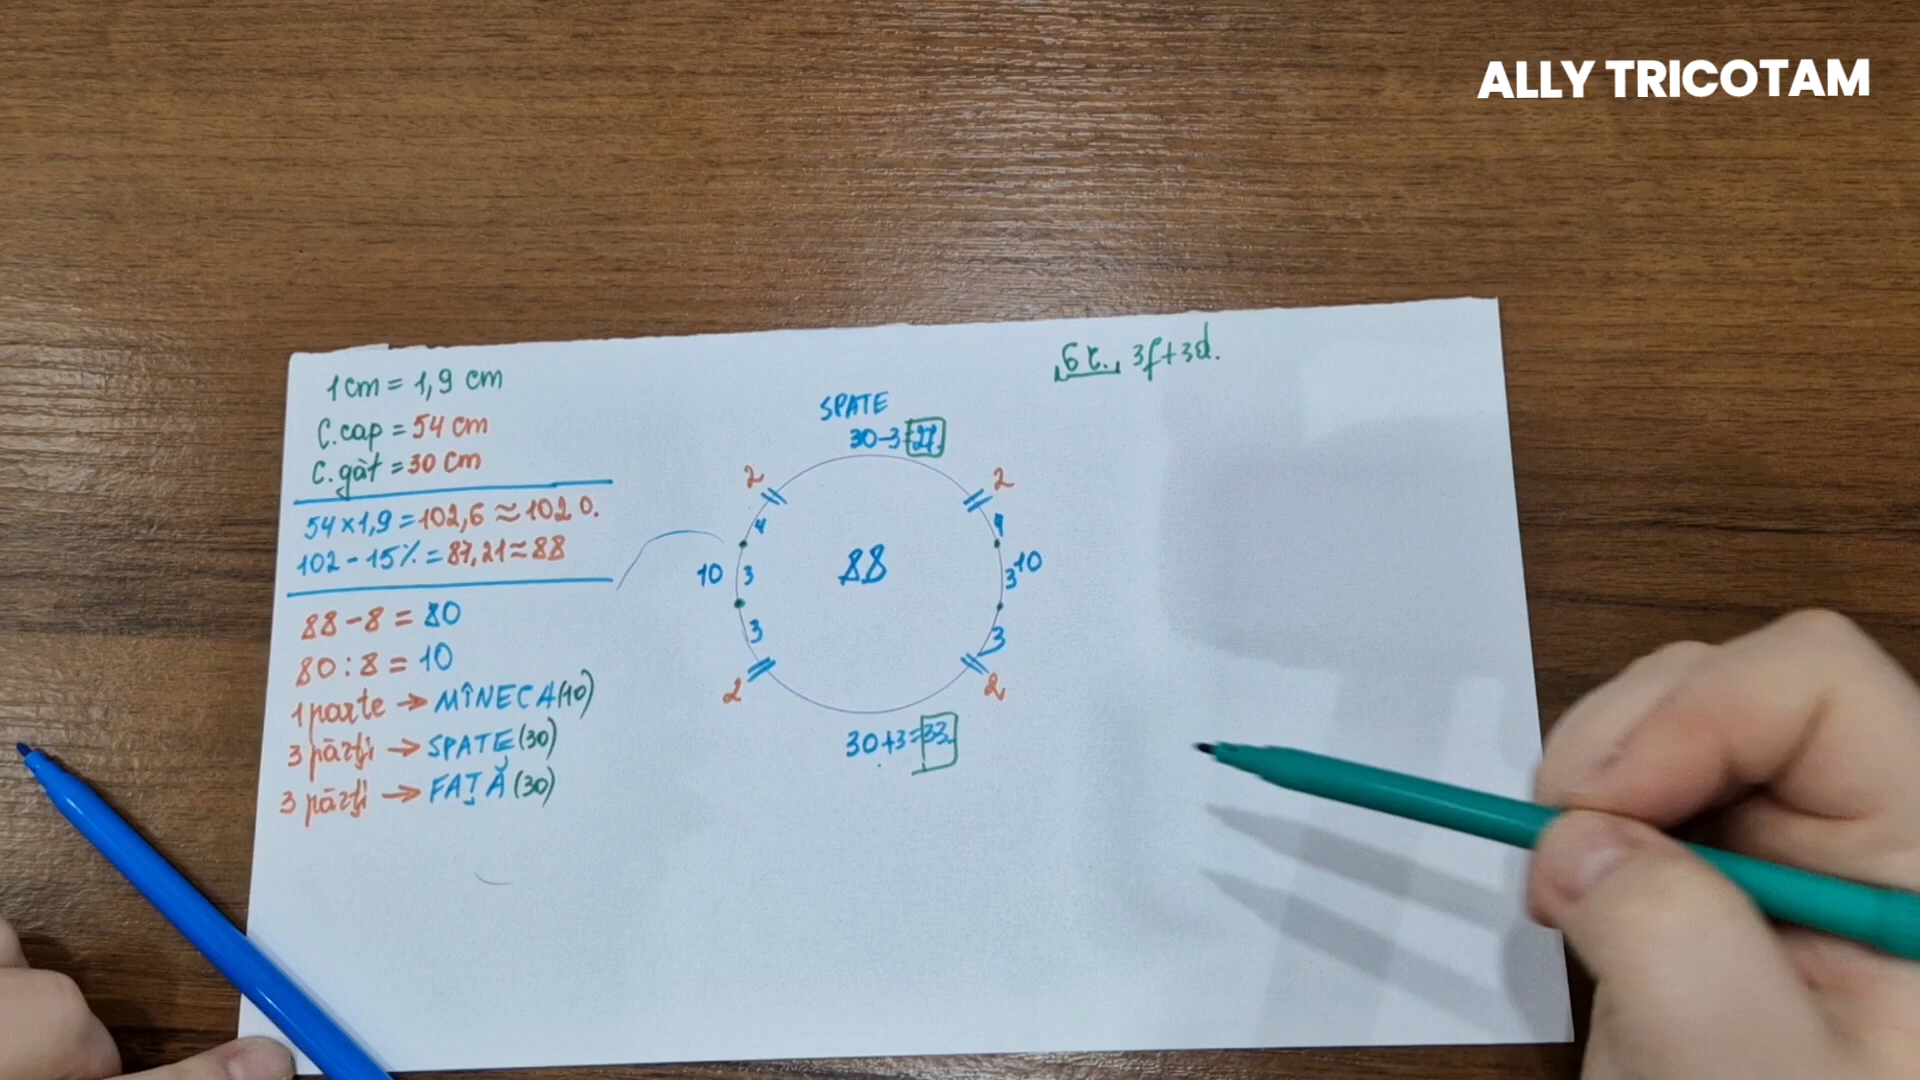 ALLY TRICOTAM
1cm = 1,9 cm
C.cap = 54 cm
C.gât = 30 cm
54 x 1,9 = 102,6 ≈ 102 o.
102 - 15% = 87,21 ≈ 88
88 - 8 = 80
80 : 8 = 10
1 parte → MÎNECA (10)
3 părți → SPATE (30)
3 părți → FAȚĂ (30)
6 r., 3f+3d.
SPATE
30-3=27
2
2
4
4
88
10
3
3
10
3
3
2
2
30+3=33